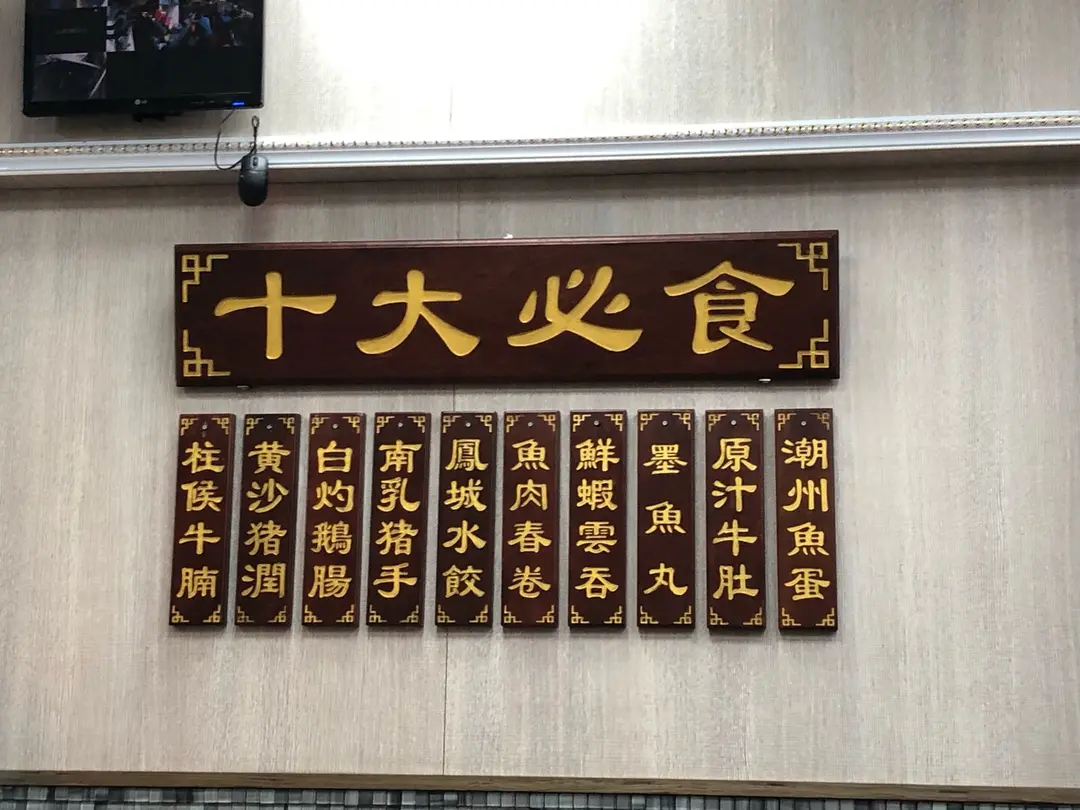 十大必食
潮州魚蛋
原汁牛肚
墨魚丸
鮮蝦雲吞
魚肉春卷
鳳城水餃
南乳猪手
白灼鵝腸
黄沙猪潤
柱侯牛腩
LG